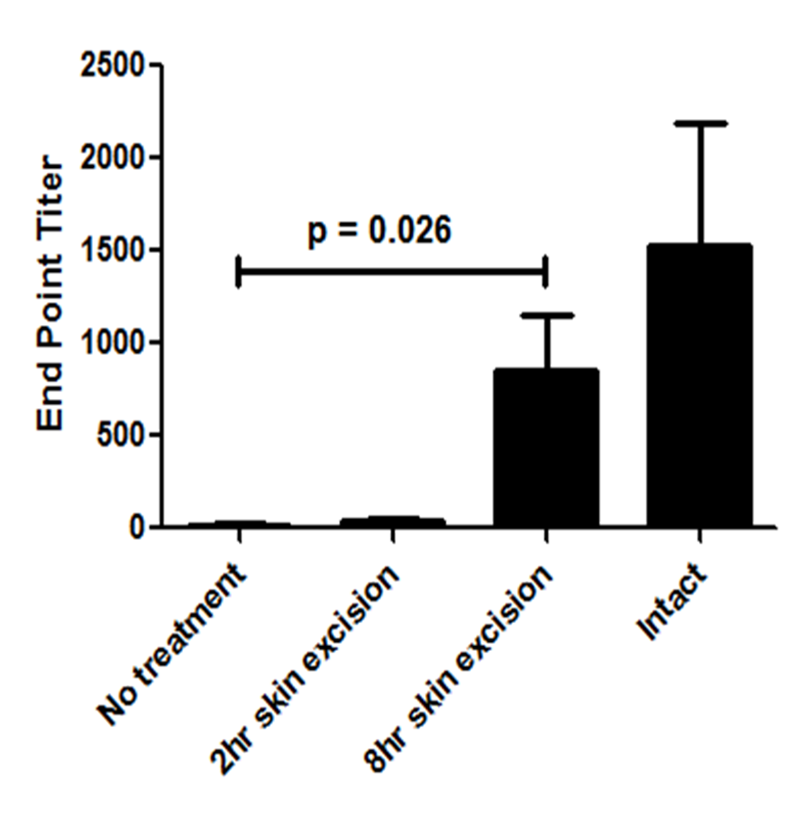 2500
2000
1500
1000
500
0
End Point Titer
p = 0.026
No treatment
2hr skin excision
8hr skin excision
Intact